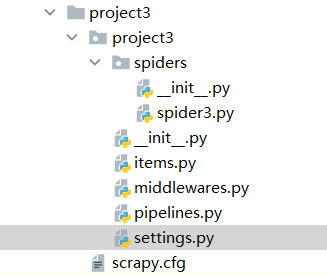 project3
project3
spiders
__init__.py
spider3.py
__init__.py
items.py
middlewares.py
pipelines.py
settings.py
scrapy.cfg